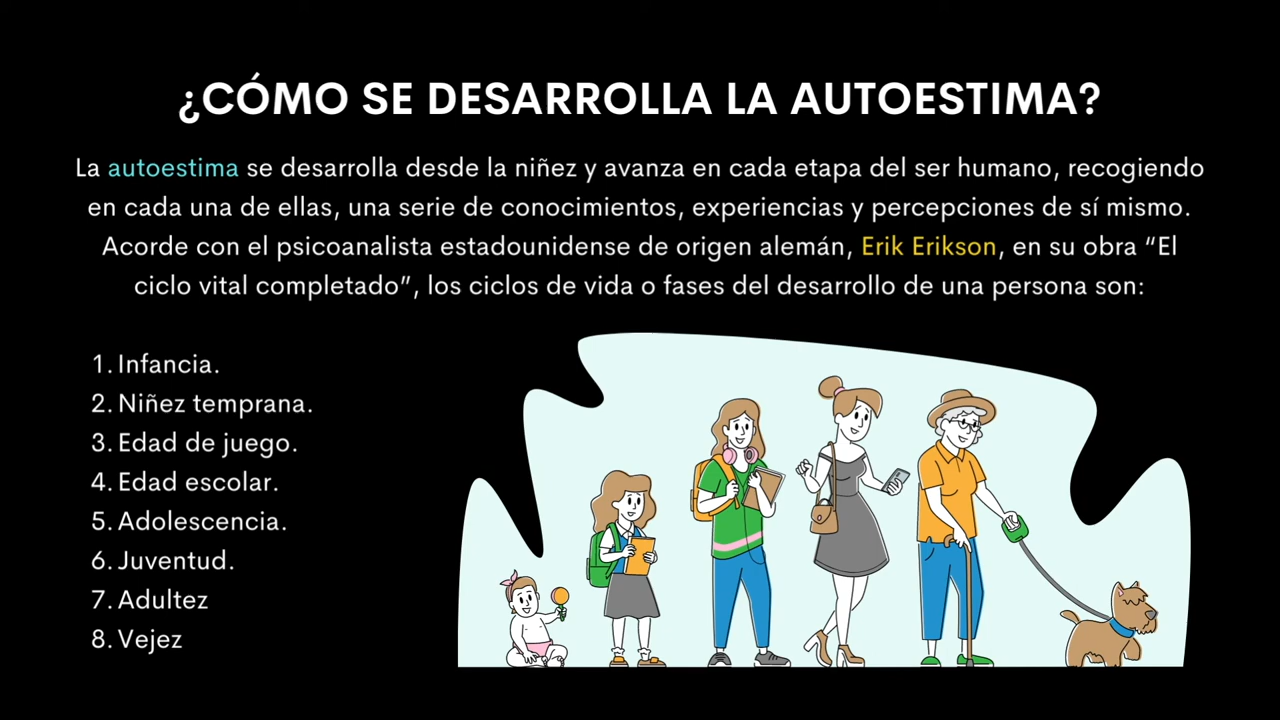 ¿CÓMO SE DESARROLLA LA AUTOESTIMA?
La autoestima se desarrolla desde la niñez y avanza en cada etapa del ser humano, recogiendo
en cada una de ellas, una serie de conocimientos, experiencias y percepciones de sí mismo.
Acorde con el psicoanalista estadounidense de origen alemán, Erik Erikson, en su obra “El
ciclo vital completado”, los ciclos de vida o fases del desarrollo de una persona son:
1. Infancia.
2. Niñez temprana.
3. Edad de juego.
4. Edad escolar.
5. Adolescencia.
6. Juventud.
7. Adultez
8. Vejez